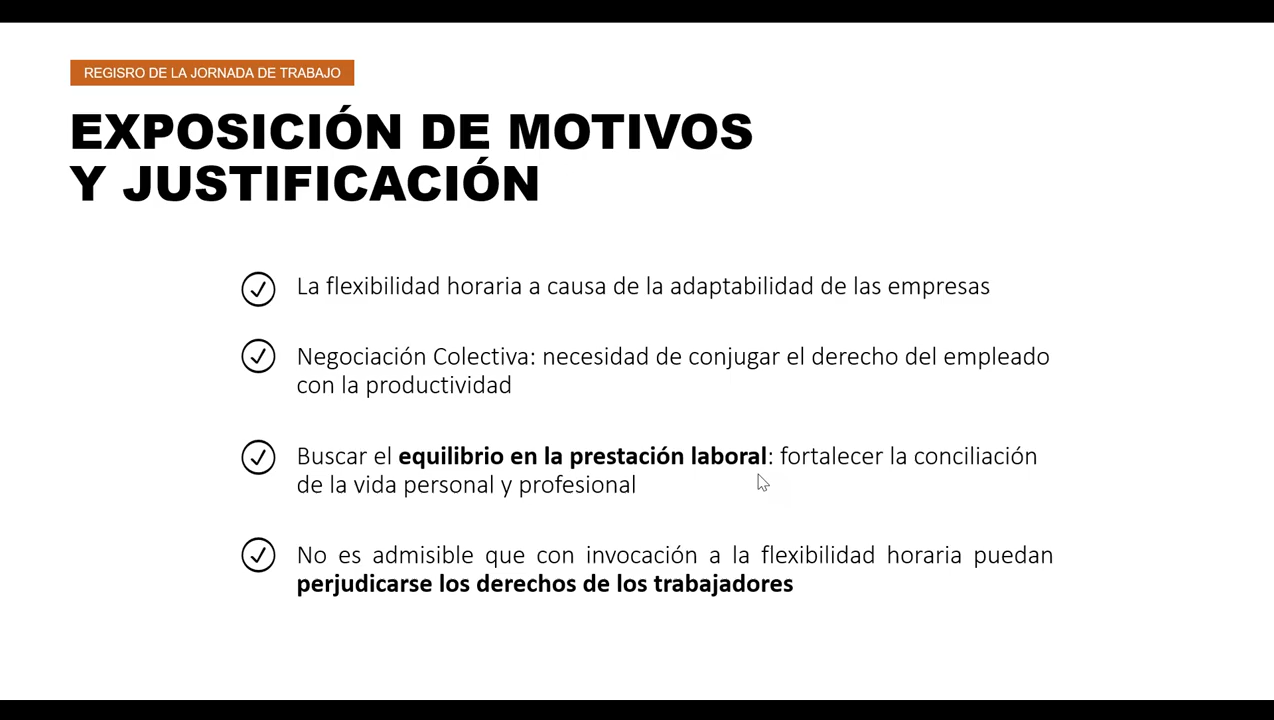 REGISRO DE LA JORNADA DE TRABAJO
EXPOSICIÓN DE MOTIVOS
Y JUSTIFICACIÓN
La flexibilidad horaria a causa de la adaptabilidad de las empresas
Negociación Colectiva: necesidad de conjugar el derecho del empleado
con la productividad
Buscar el equilibrio en la prestación laboral: fortalecer la conciliación
de la vida personal y profesional
No es admisible que con invocación a la flexibilidad horaria puedan
perjudicarse los derechos de los trabajadores